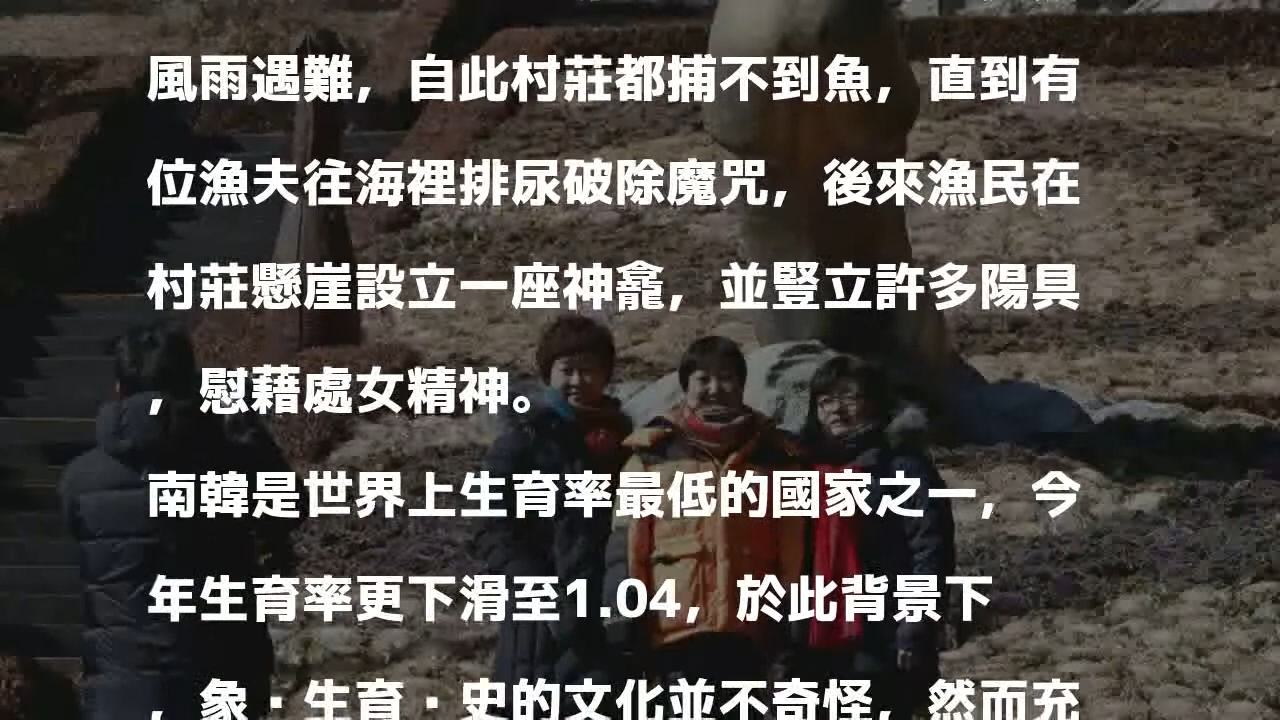 風雨遇難，自此村莊都捕不到魚，直到有
位漁夫往海裡排尿破除魔咒，後來漁民在
村莊懸崖設立一座神龕，並豎立許多陽具
，慰藉處女精神。
南韓是世界上生育率最低的國家之一，今
年生育率更下滑至1.04，於此背景下
，象·生育·史的文化並不奇怪，然而充